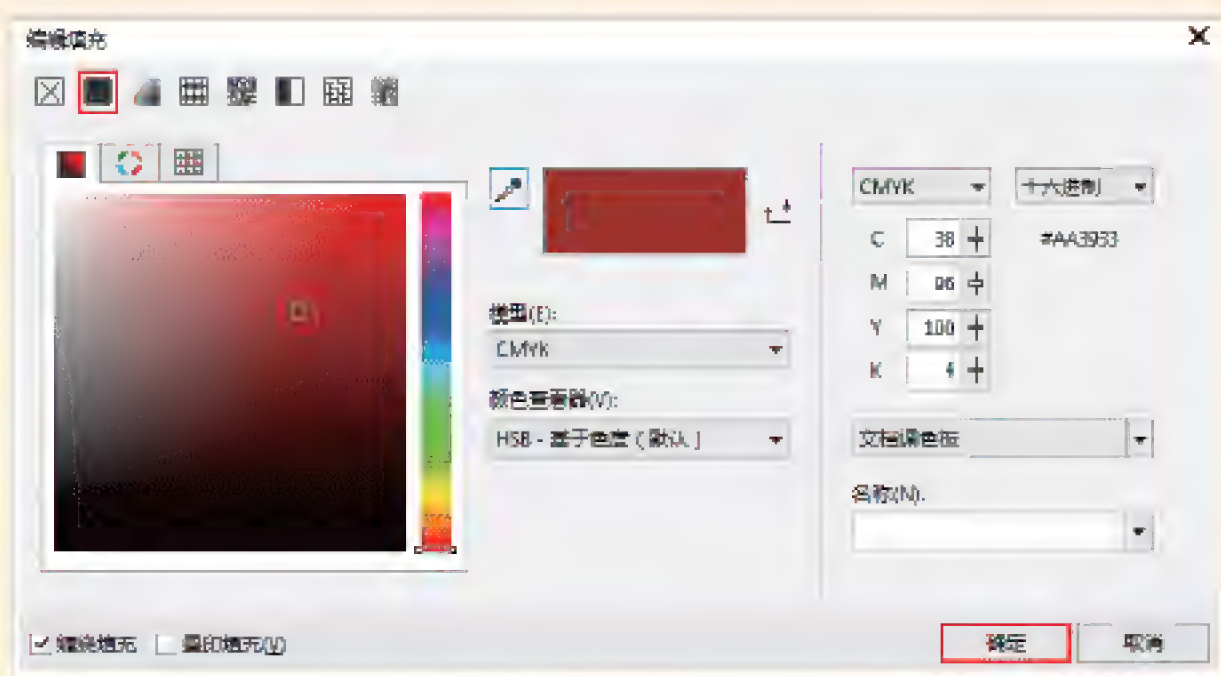 编辑填充
CMYK
十六进制
C 38
#AA3933
M 96
模型(E):
Y 100
CMYK
K 4
颜色查看器(V):
HSB - 基于色度 ( 默认 )
文档调色板
名称(N):
缠绕填充
叠印填充(V)
确定
取消